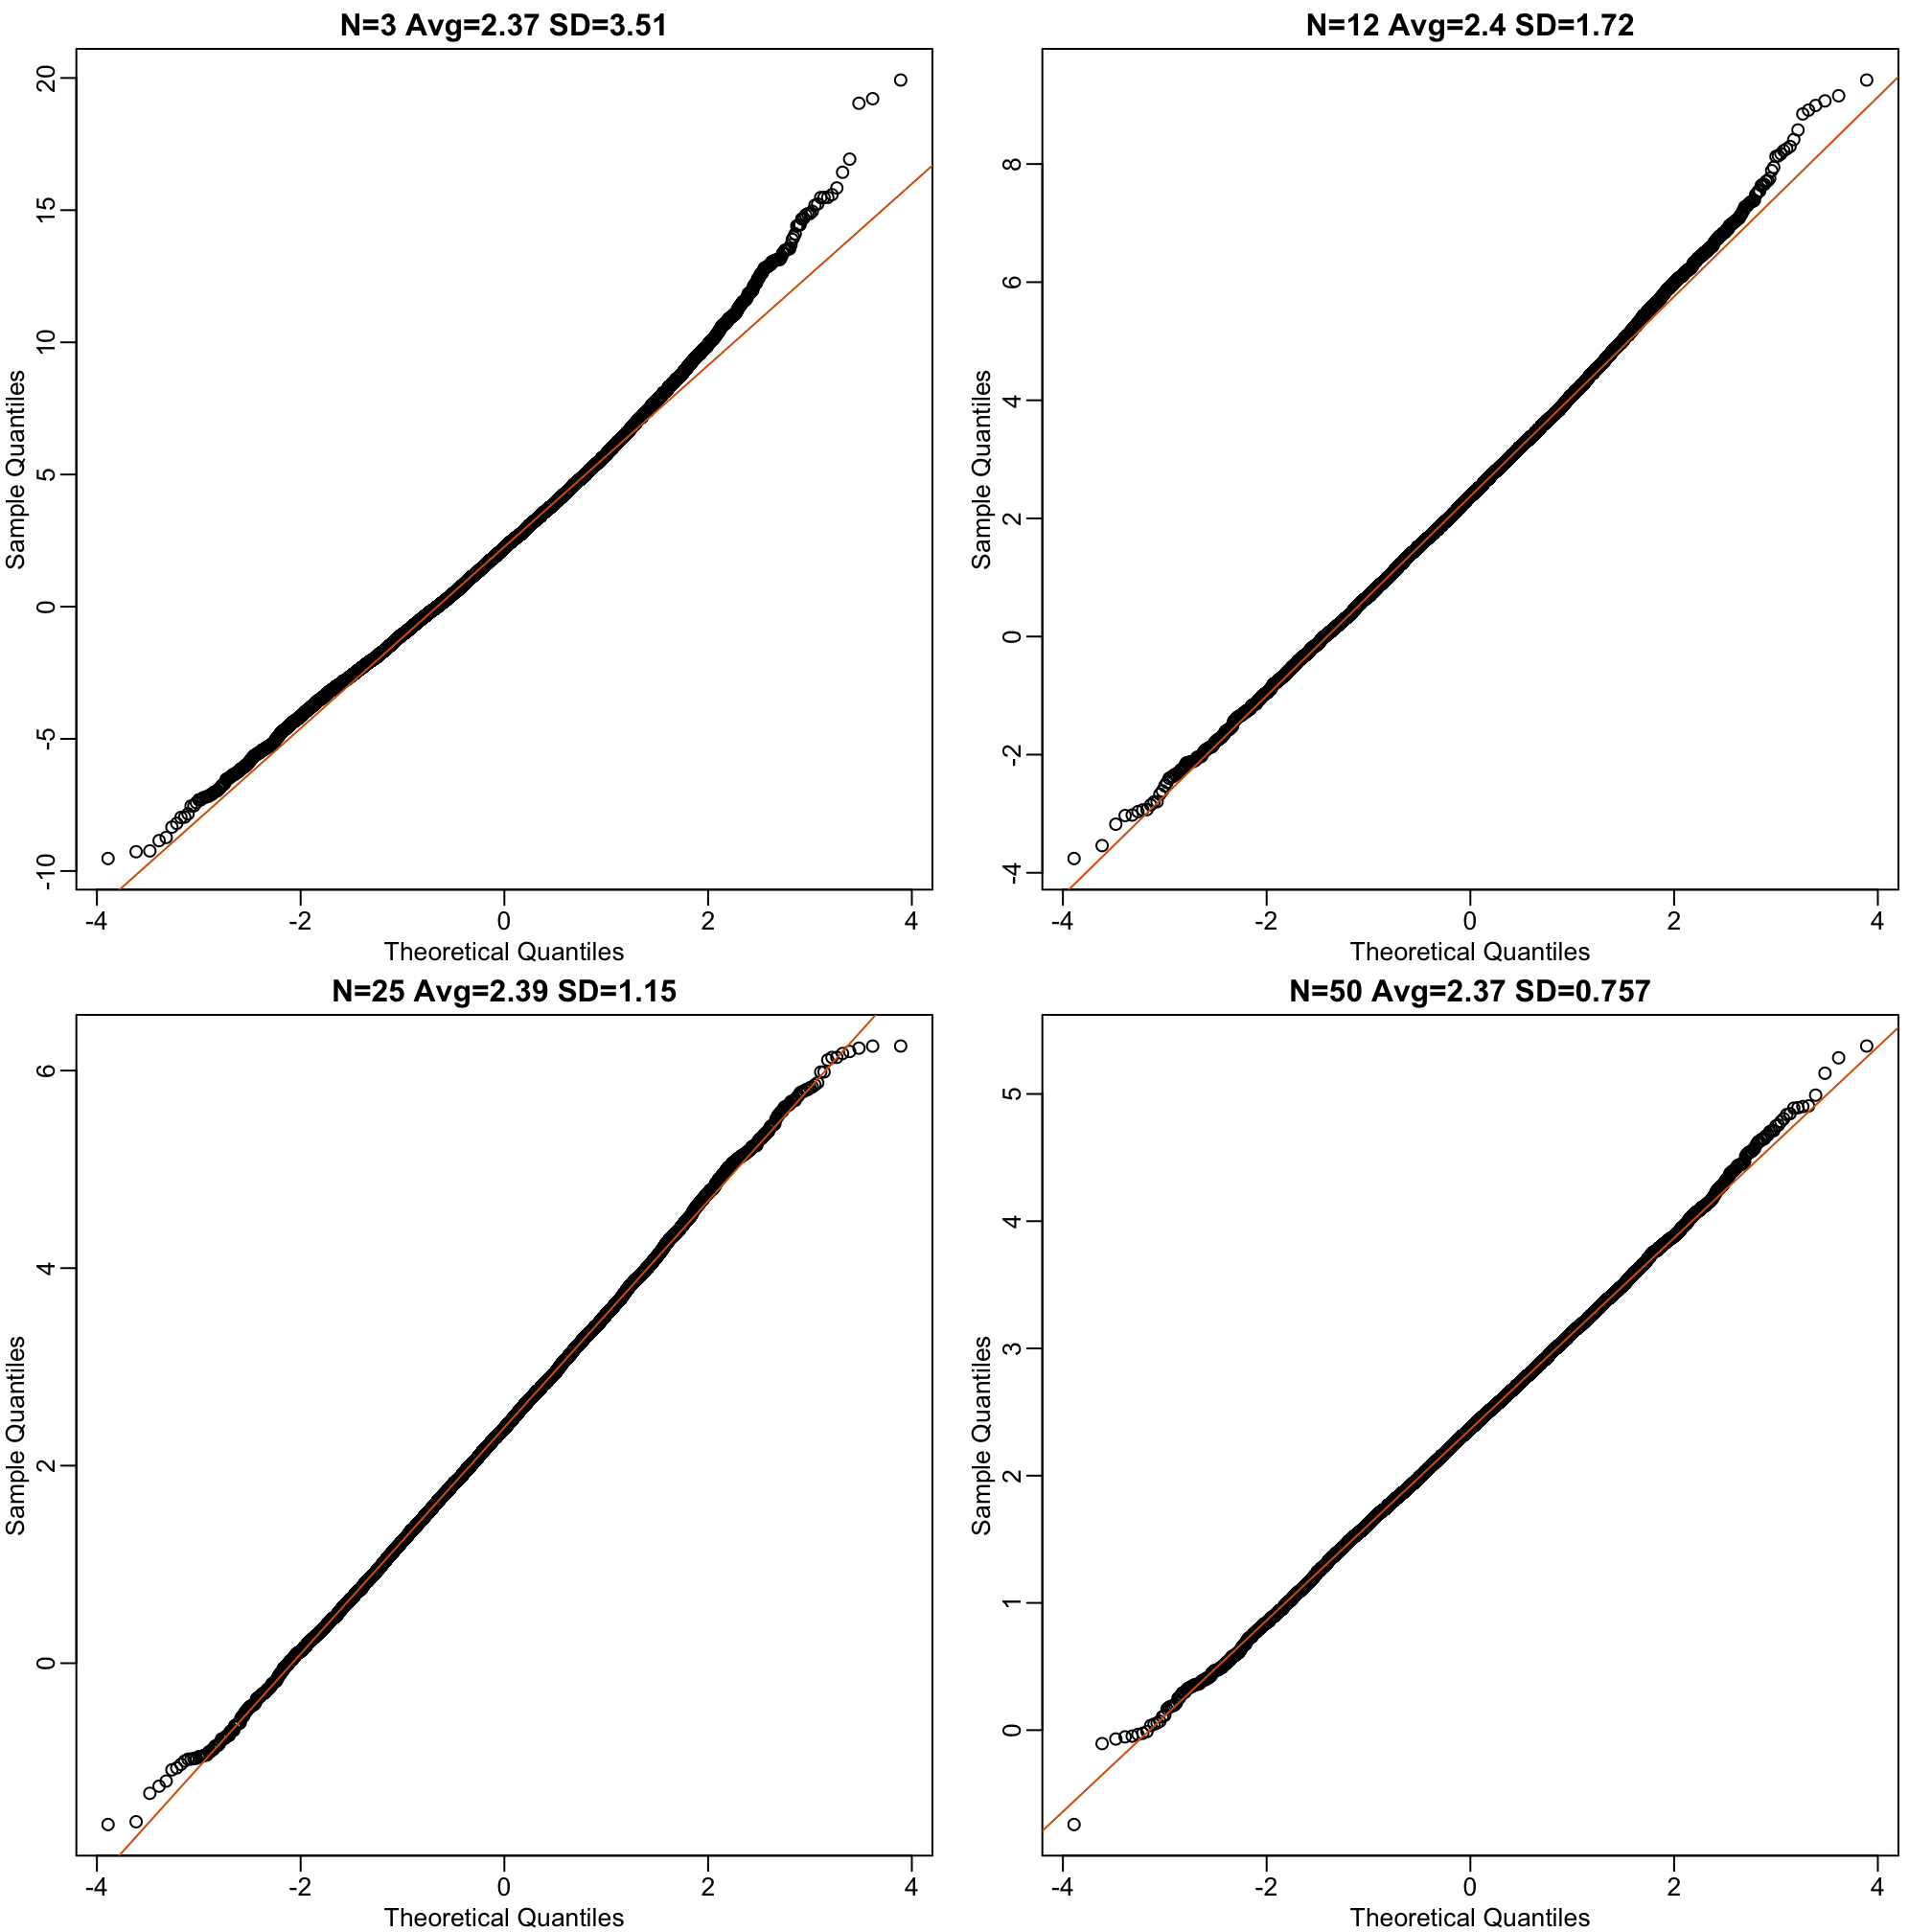 N=3 Avg=2.37 SD=3.51
20
15
10
5
0
-5
-10
Sample Quantiles
-4 -2 0 2 4
Theoretical Quantiles
N=12 Avg=2.4 SD=1.72
8
6
4
2
0
-2
-4
Sample Quantiles
-4 -2 0 2 4
Theoretical Quantiles
N=25 Avg=2.39 SD=1.15
6
4
2
0
Sample Quantiles
-4 -2 0 2 4
Theoretical Quantiles
N=50 Avg=2.37 SD=0.757
5
4
3
2
1
0
Sample Quantiles
-4 -2 0 2 4
Theoretical Quantiles